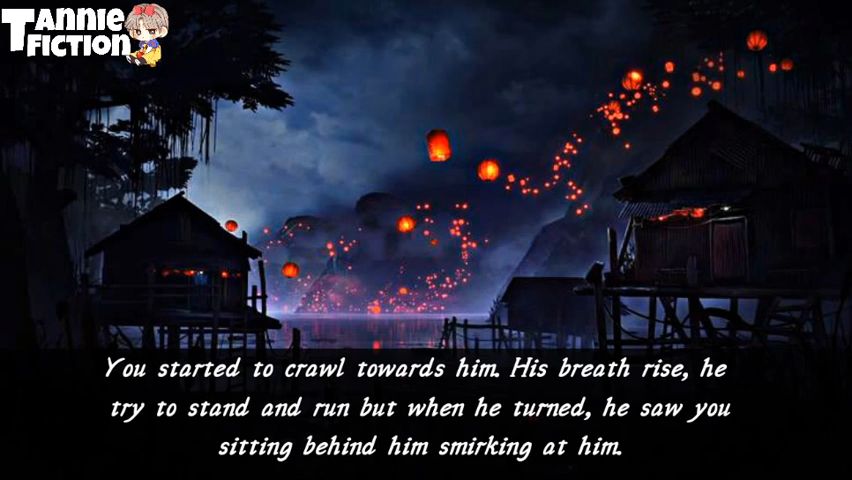 TANNIE
FICTION
You started to crawl towards him. His breath rise, he
try to stand and run but when he turned, he saw you
sitting behind him smirking at him.